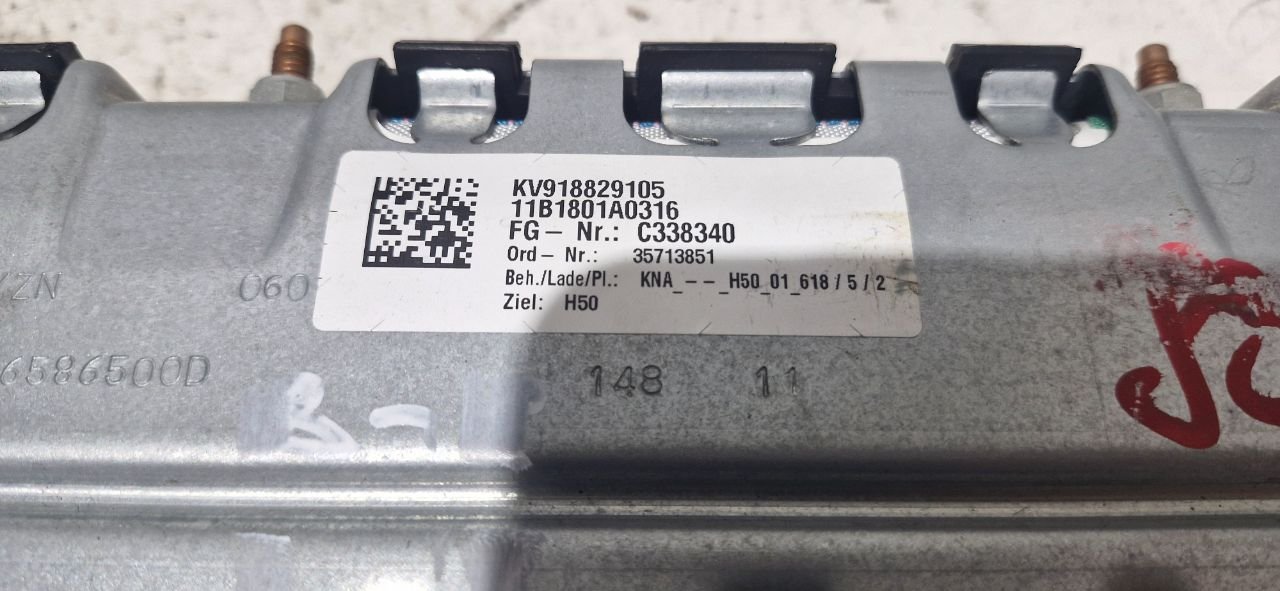 KV918829105
11B1801A0316
FG – Nr.: C338340
Ord – Nr.: 35713851
Beh./Lade/Pl.: KNA_ – – _H50_01_618 / 5 / 2
Ziel: H50
YZN 060
6586500D
148 11